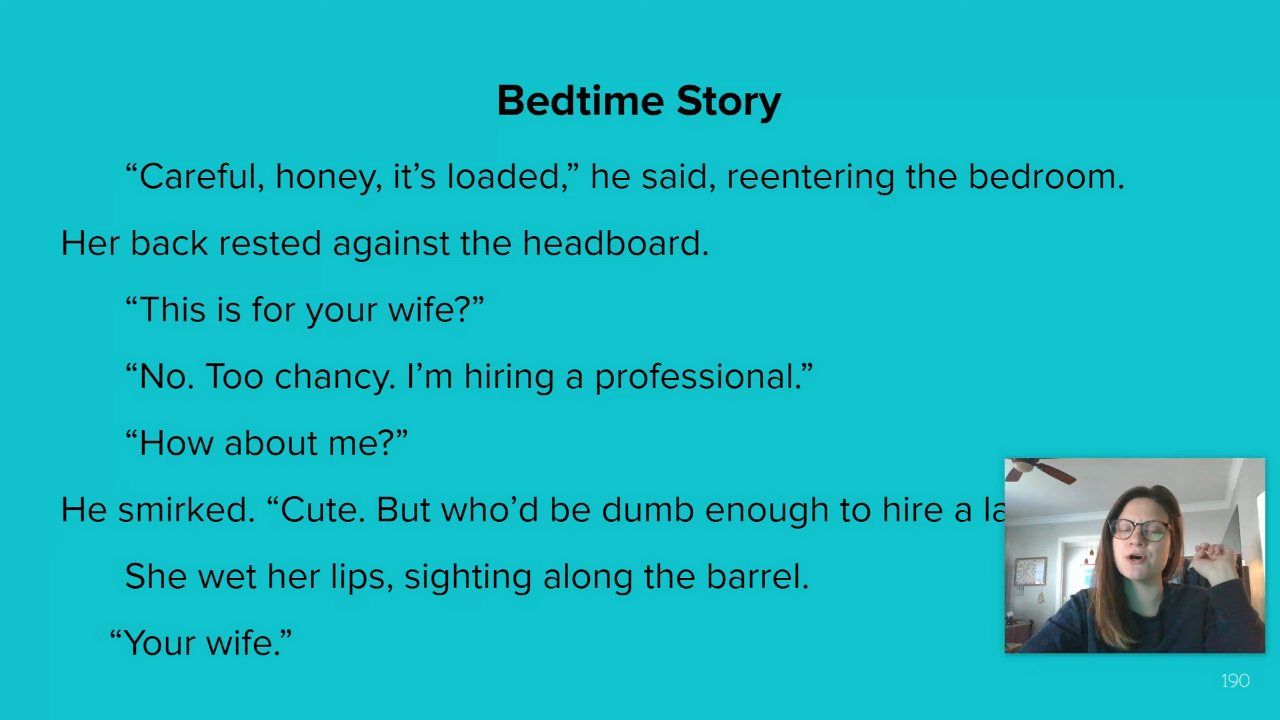 Bedtime Story
“Careful, honey, it’s loaded,” he said, reentering the bedroom.
Her back rested against the headboard.
“This is for your wife?”
“No. Too chancy. I’m hiring a professional.”
“How about me?”
He smirked. “Cute. But who’d be dumb enough to hire a
She wet her lips, sighting along the barrel.
“Your wife.”
190